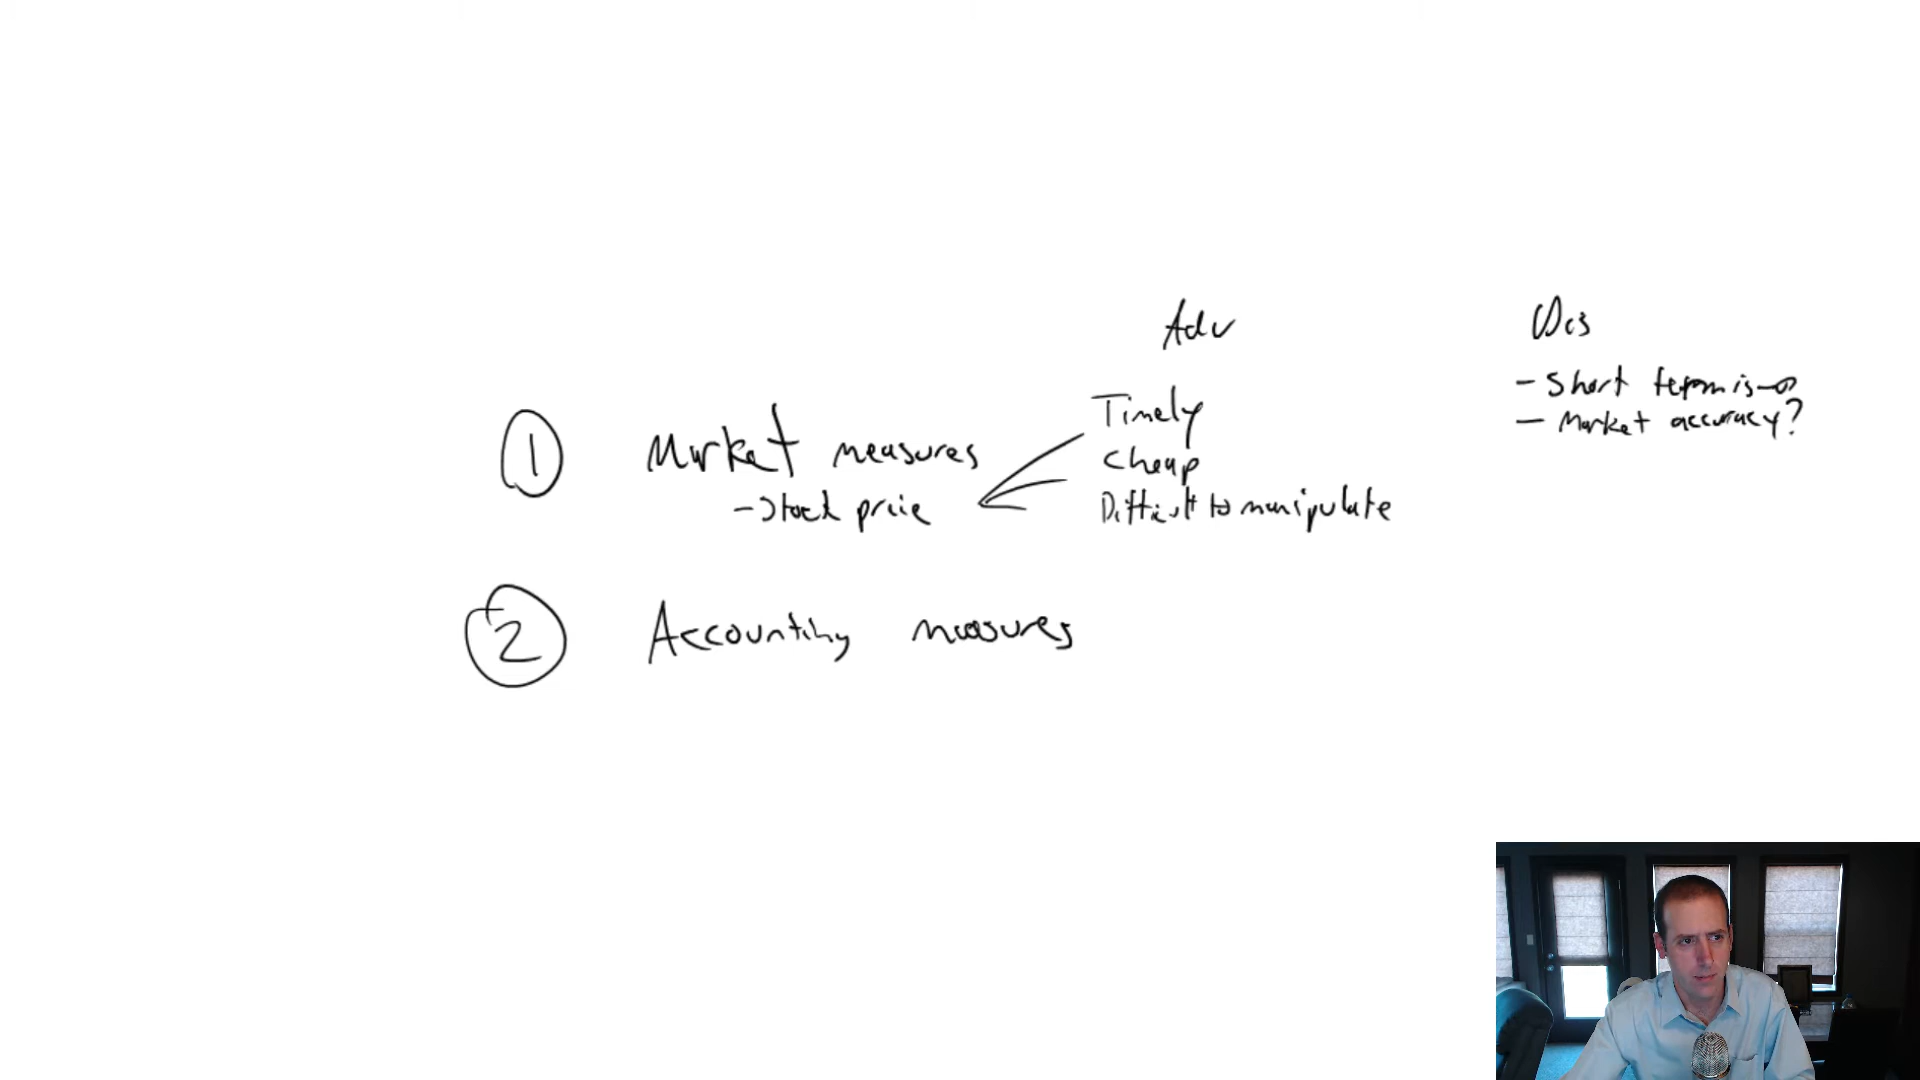 Adv
Dis
① Market measures
- Stock price
Timely
Cheap
Difficult to manipulate
- Short termism
- Market accuracy?
② Accounting measures